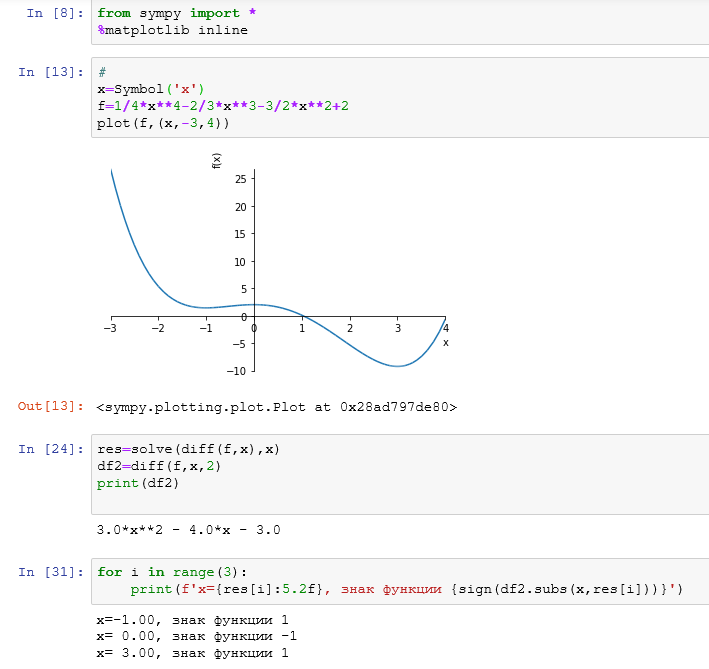 In [8]: from sympy import *
%matplotlib inline
In [13]: #
x=Symbol('x')
f=1/4*x**4-2/3*x**3-3/2*x**2+2
plot(f,(x,-3,4))
f(x)
25
20
15
10
5
0
−5
−10
−3 −2 −1 0 1 2 3 4
x
Out[13]: <sympy.plotting.plot.Plot at 0x28ad797de80>
In [24]: res=solve(diff(f,x),x)
df2=diff(f,x,2)
print(df2)
3.0*x**2 - 4.0*x - 3.0
In [31]: for i in range(3):
print(f'x={res[i]:5.2f}, знак функции {sign(df2.subs(x,res[i]))}')
x=-1.00, знак функции 1
x= 0.00, знак функции -1
x= 3.00, знак функции 1